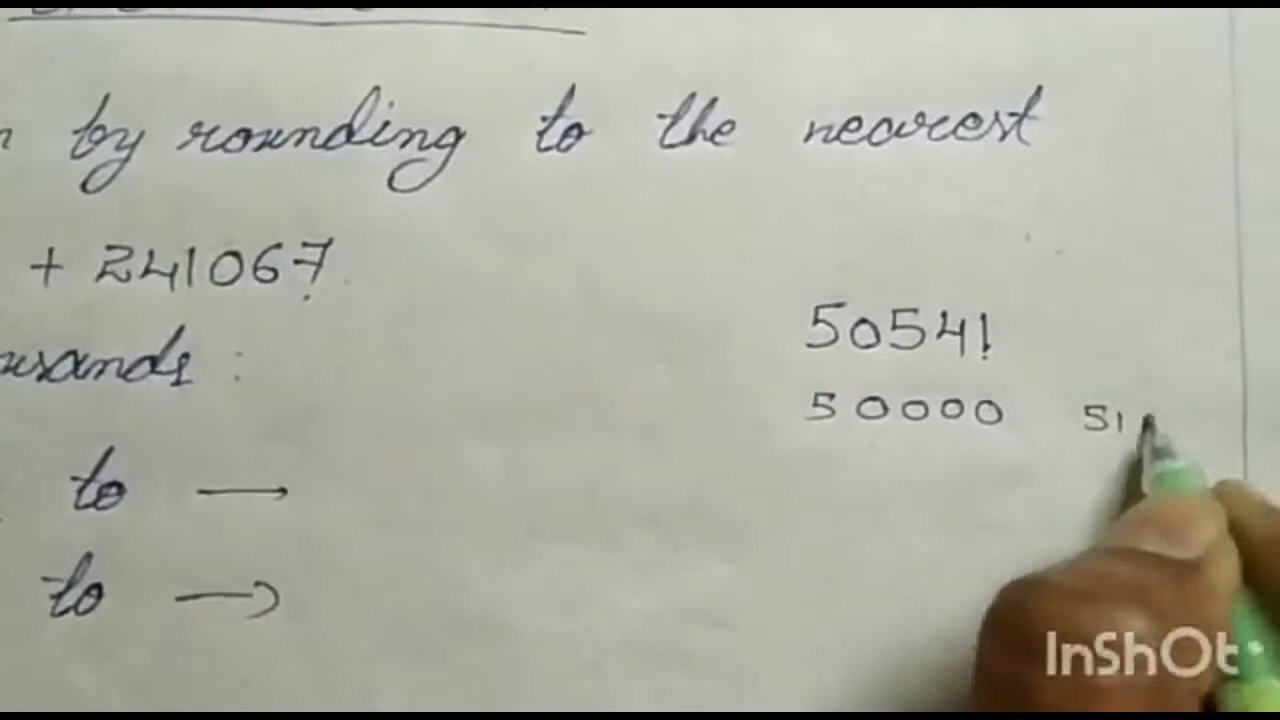 by rounding to the nearest
+ 241067
50541
50000 51
to →
to →
InShOt